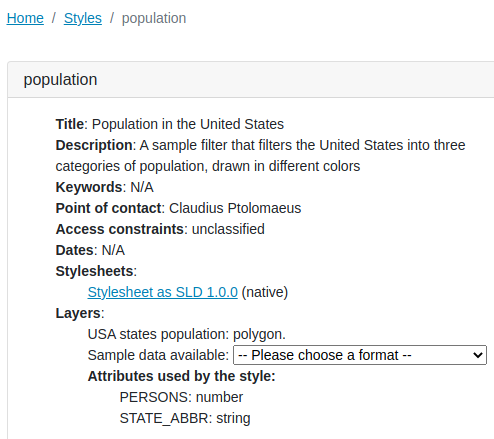 Home / Styles / population
population
Title: Population in the United States
Description: A sample filter that filters the United States into three
categories of population, drawn in different colors
Keywords: N/A
Point of contact: Claudius Ptolomaeus
Access constraints: unclassified
Dates: N/A
Stylesheets:
Stylesheet as SLD 1.0.0 (native)
Layers:
USA states population: polygon.
Sample data available: -- Please choose a format --
Attributes used by the style:
PERSONS: number
STATE_ABBR: string